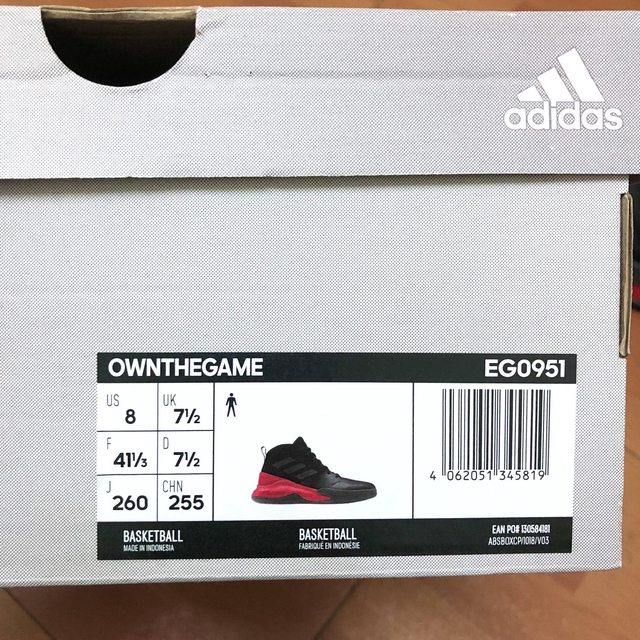 adidas
OWNTHEGAME EG0951
US 8 UK 7½
F 41⅓ D 7½
J 260 CHN 255
4 062051 345819
BASKETBALL
MADE IN INDONESIA
BASKETBALL
FABRIQUÉ EN INDONÉSIE
EAN PO# 130584181
ABSBOXCP/1018/V03